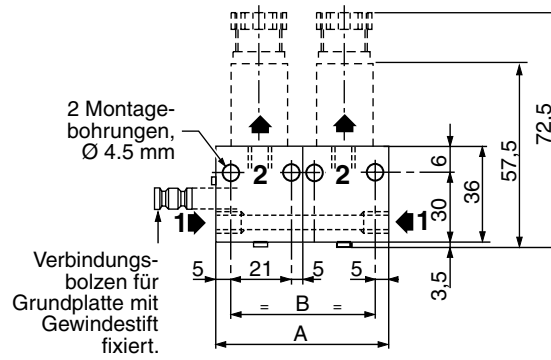 2 Montage-
bohrungen,
Ø 4.5 mm
2
2
1
1
6
30
36
57,5
72,5
3,5
5
21
5
5
= B =
A
Verbindungs-
bolzen für
Grundplatte mit
Gewindestift
fixiert.